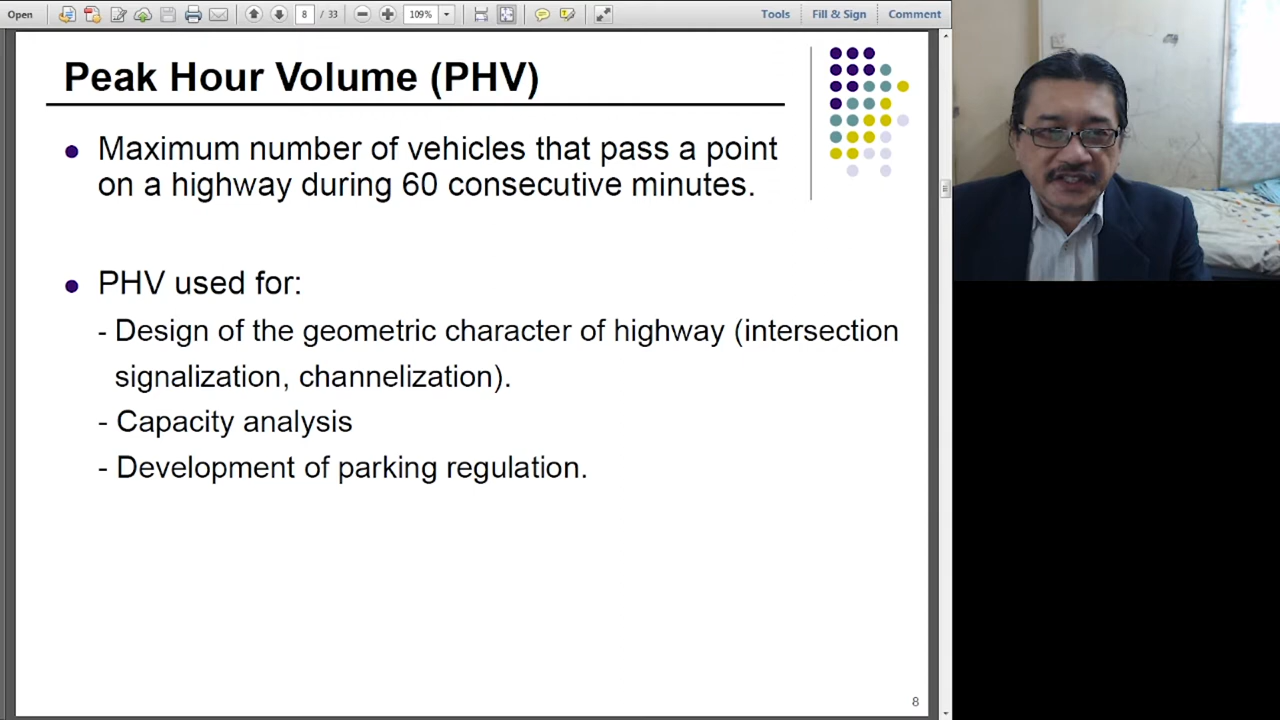 Open
8 / 33
109%
Tools
Fill & Sign
Comment
Peak Hour Volume (PHV)
Maximum number of vehicles that pass a point
on a highway during 60 consecutive minutes.
PHV used for:
- Design of the geometric character of highway (intersection
signalization, channelization).
- Capacity analysis
- Development of parking regulation.
8